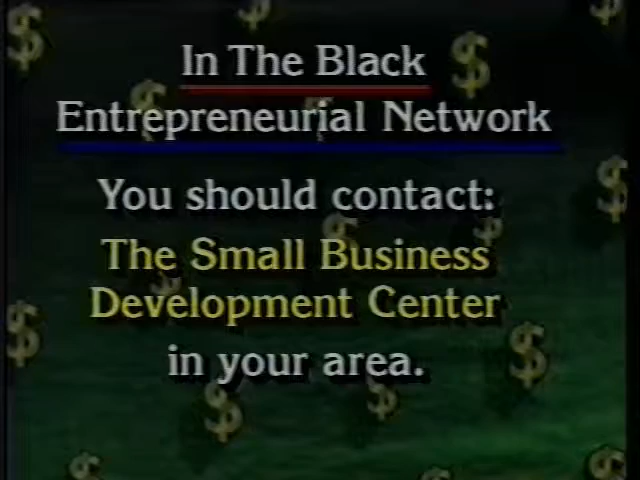 In The Black
Entrepreneurial Network
You should contact:
The Small Business
Development Center
in your area.